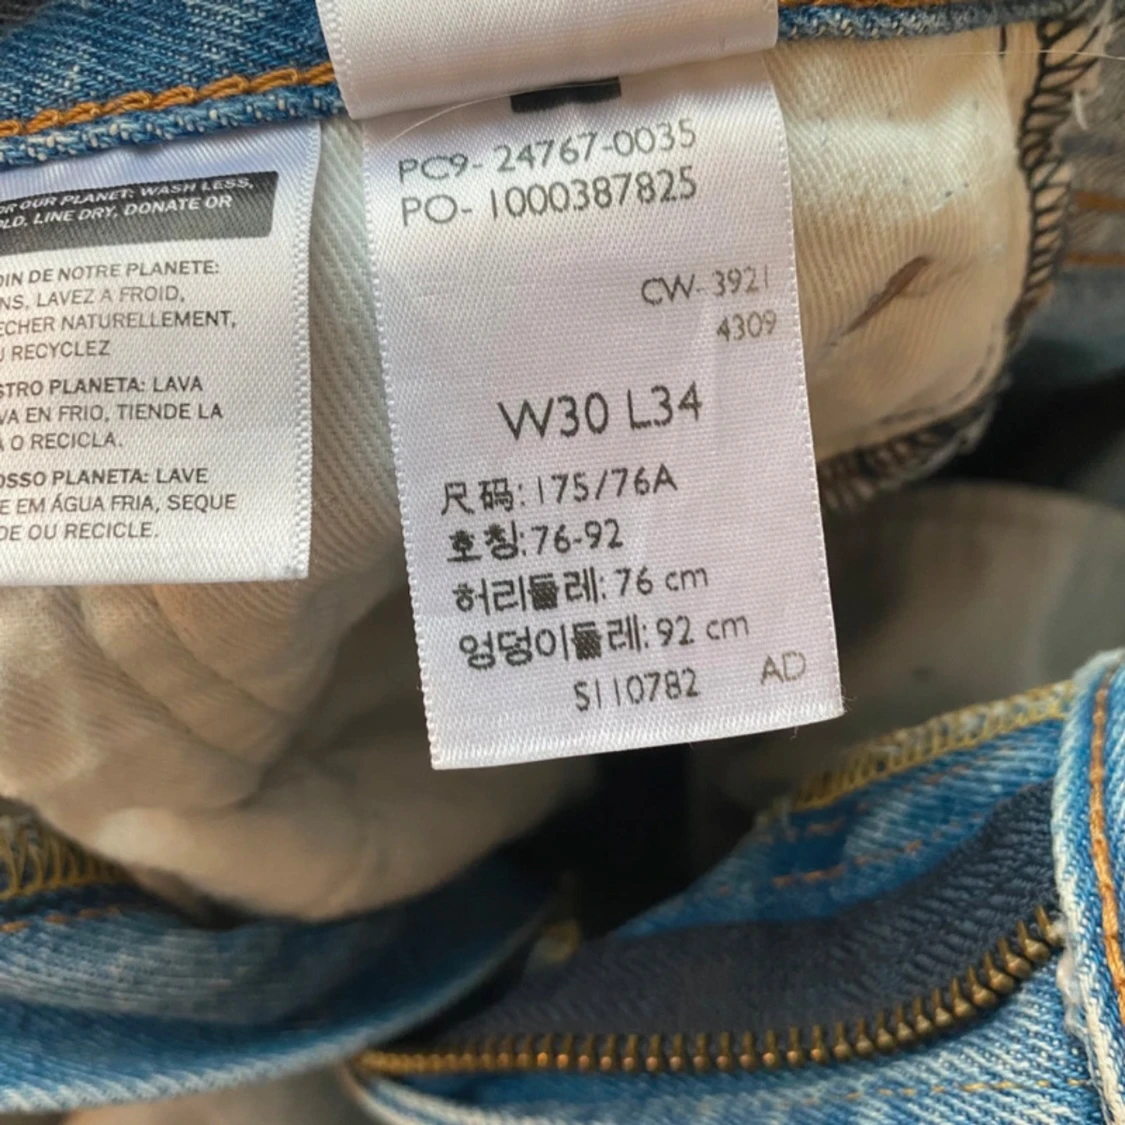 OR OUR PLANET: WASH LESS,
OLD, LINE DRY, DONATE OR
OIN DE NOTRE PLANETE:
NS, LAVEZ A FROID,
ECHER NATURELLEMENT,
U RECYCLEZ
STRO PLANETA: LAVA
VA EN FRIO, TIENDE LA
A O RECICLA.
OSSO PLANETA: LAVE
E EM ÁGUA FRIA, SEQUE
DE OU RECICLE.
PC9- 24767-0035
PO- 1000387825
CW- 3921
4309
W30 L34
尺码: 175/76A
호칭: 76-92
허리둘레: 76 cm
엉덩이둘레: 92 cm
S110782 AD